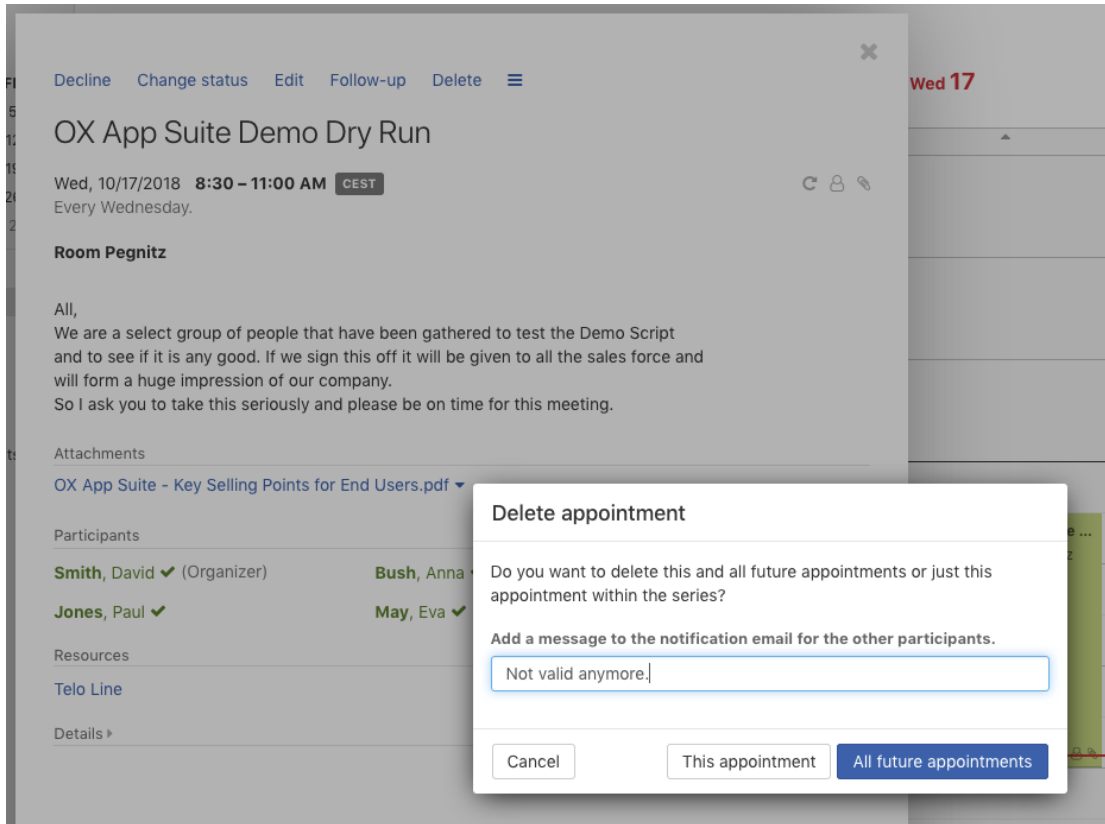 Decline Change status Edit Follow-up Delete
Wed 17
OX App Suite Demo Dry Run
Wed, 10/17/2018 8:30 – 11:00 AM CEST
Every Wednesday.
Room Pegnitz
All,
We are a select group of people that have been gathered to test the Demo Script
and to see if it is any good. If we sign this off it will be given to all the sales force and
will form a huge impression of our company.
So I ask you to take this seriously and please be on time for this meeting.
Attachments
OX App Suite - Key Selling Points for End Users.pdf
Participants
Smith, David (Organizer) Bush, Anna
Jones, Paul May, Eva
Resources
Telo Line
Details
Delete appointment
Do you want to delete this and all future appointments or just this
appointment within the series?
Add a message to the notification email for the other participants.
Not valid anymore.
Cancel This appointment All future appointments